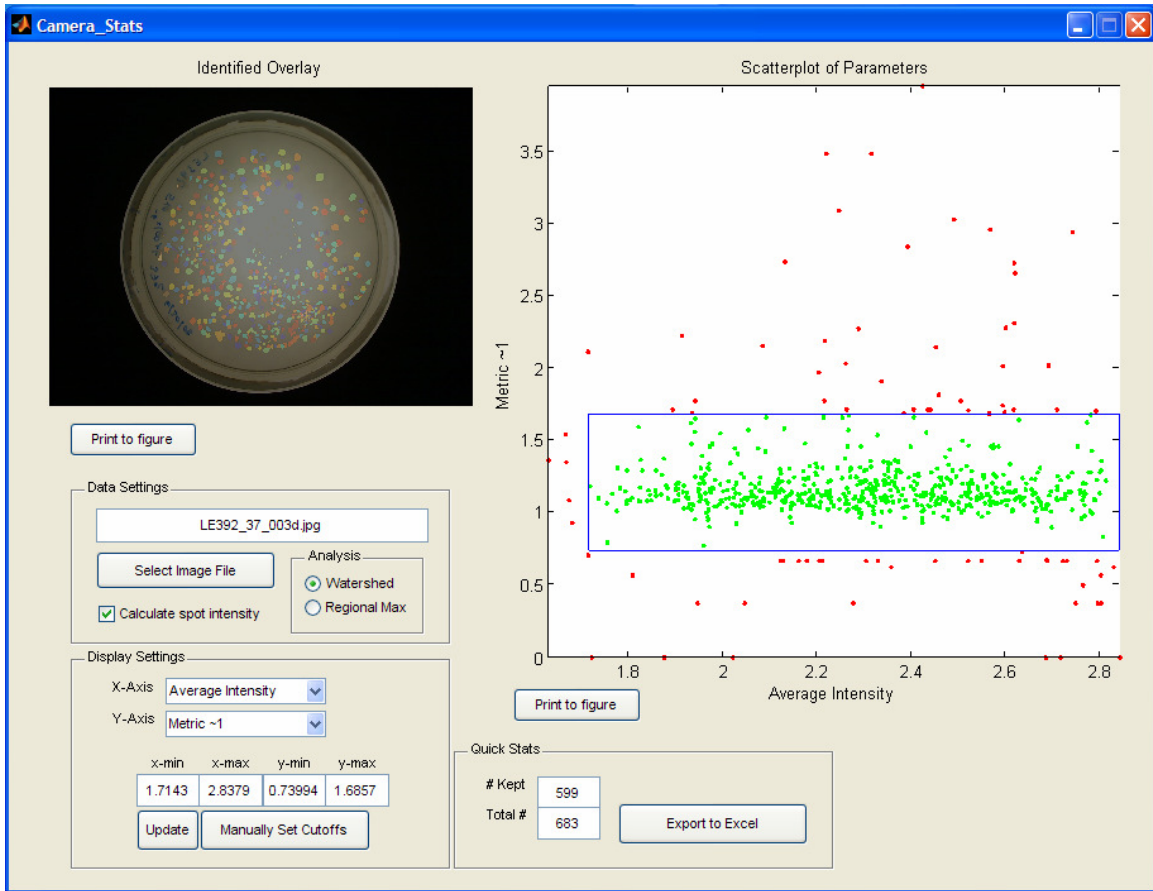 Camera_Stats
Identified Overlay
Print to figure
Data Settings
LE392_37_003d.jpg
Select Image File
Calculate spot intensity
Analysis
Watershed
Regional Max
Display Settings
X-Axis
Average Intensity
Y-Axis
Metric ~1
x-min x-max y-min y-max
1.7143 2.8379 0.73994 1.6857
Update
Manually Set Cutoffs
Scatterplot of Parameters
Metric ~1
3.5
3
2.5
2
1.5
1
0.5
0
1.8 2 2.2 2.4 2.6 2.8
Average Intensity
Print to figure
Quick Stats
# Kept 599
Total # 683
Export to Excel